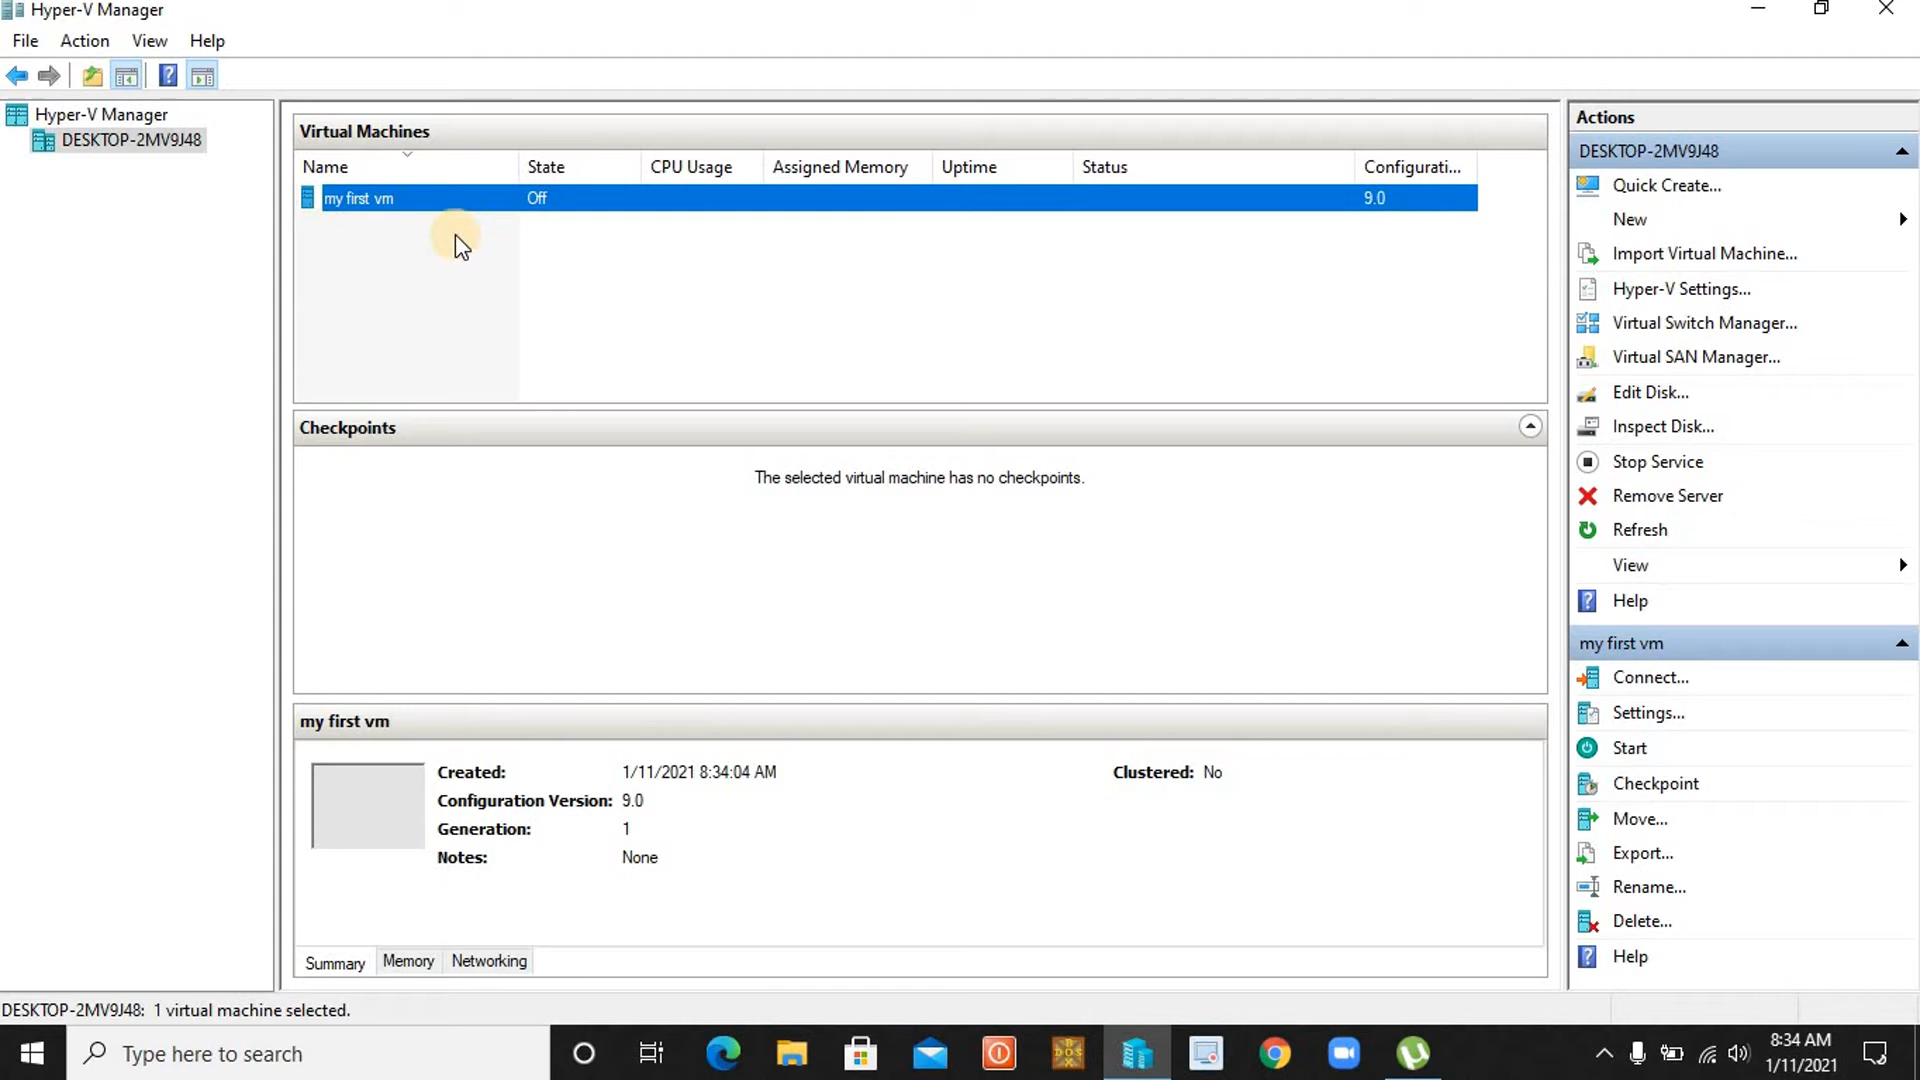 Hyper-V Manager
File Action View Help
Hyper-V Manager
DESKTOP-2MV9J48
Virtual Machines
Name State CPU Usage Assigned Memory Uptime Status Configurati...
my first vm Off 9.0
Checkpoints
The selected virtual machine has no checkpoints.
my first vm
Created: 1/11/2021 8:34:04 AM Clustered: No
Configuration Version: 9.0
Generation: 1
Notes: None
Summary Memory Networking
Actions
DESKTOP-2MV9J48
Quick Create...
New
Import Virtual Machine...
Hyper-V Settings...
Virtual Switch Manager...
Virtual SAN Manager...
Edit Disk...
Inspect Disk...
Stop Service
Remove Server
Refresh
View
Help
my first vm
Connect...
Settings...
Start
Checkpoint
Move...
Export...
Rename...
Delete...
Help
DESKTOP-2MV9J48: 1 virtual machine selected.
Type here to search
8:34 AM
1/11/2021